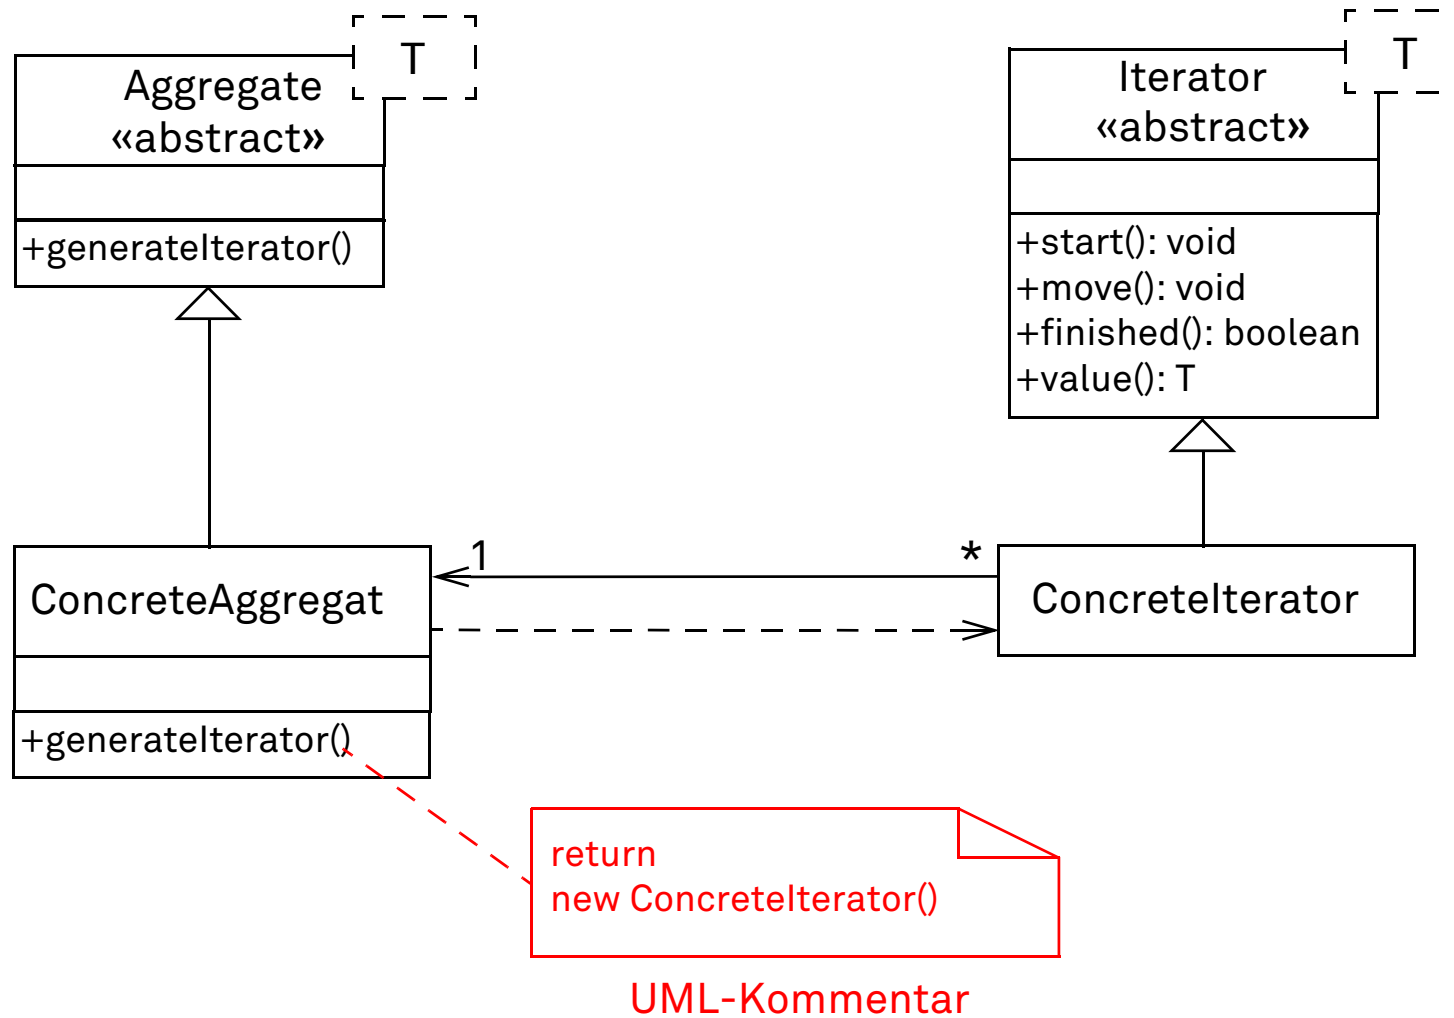 T
Aggregate
«abstract»
+generateIterator()
T
Iterator
«abstract»
+start(): void
+move(): void
+finished(): boolean
+value(): T
1
*
ConcreteAggregat
+generateIterator()
ConcreteIterator
return
new ConcreteIterator()
UML-Kommentar